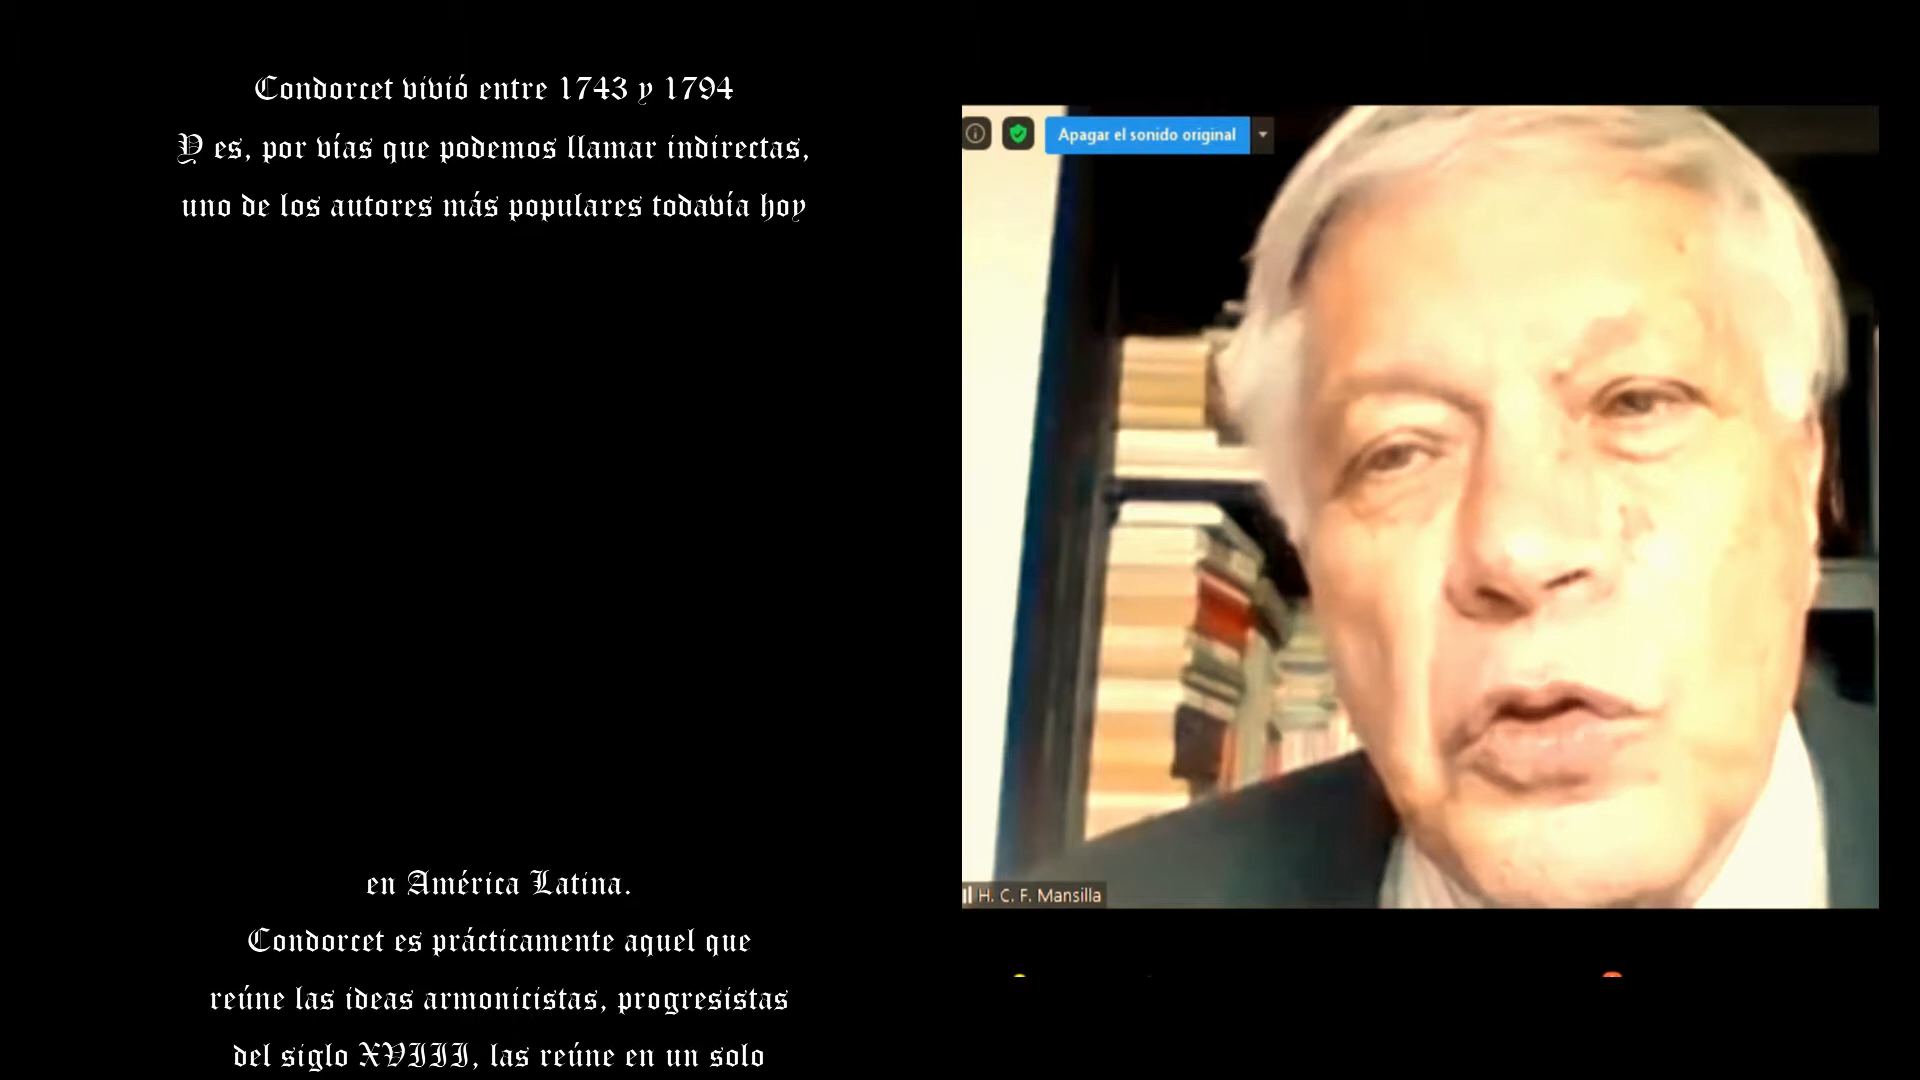 Condorcet vivió entre 1743 y 1794
Y es, por vías que podemos llamar indirectas,
uno de los autores más populares todavía hoy
en América Latina.
Condorcet es prácticamente aquel que
reúne las ideas armonicistas, progresistas
del siglo XVIII, las reúne en un solo
Apagar el sonido original
H. C. F. Mansilla